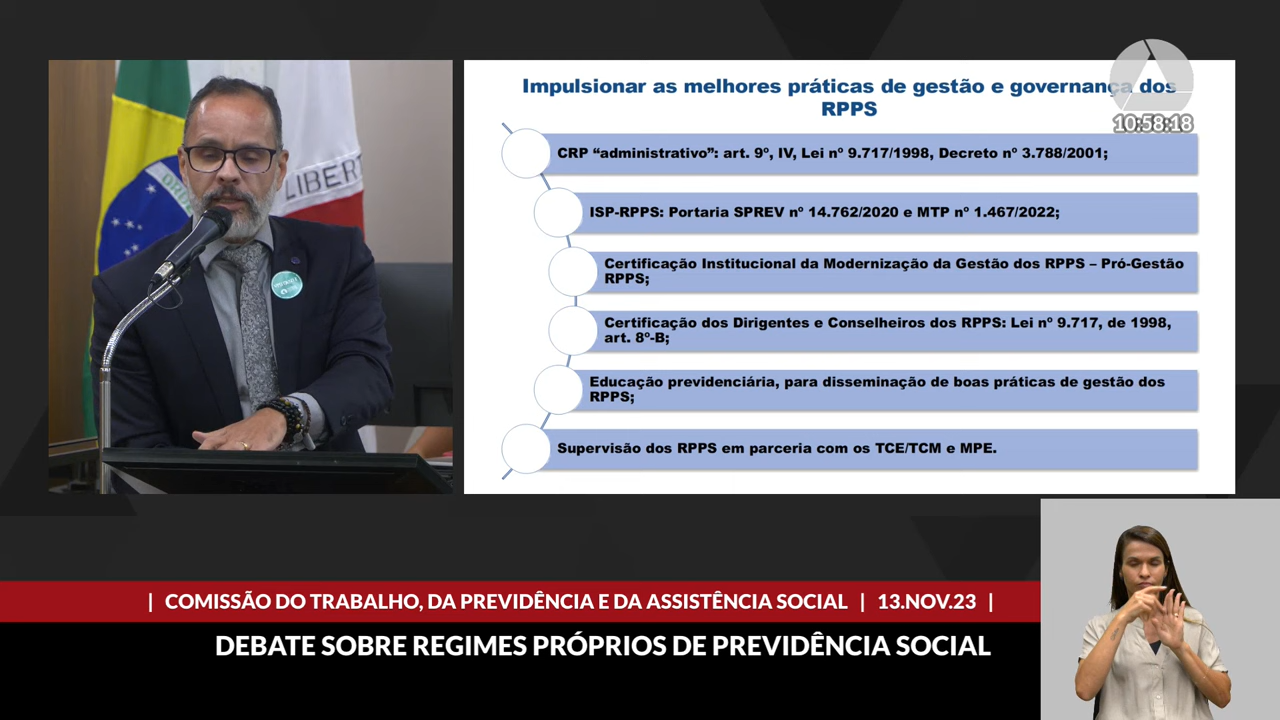 Impulsionar as melhores práticas de gestão e governança dos
RPPS
10:58:18
CRP “administrativo”: art. 9º, IV, Lei nº 9.717/1998, Decreto nº 3.788/2001;
ISP-RPPS: Portaria SPREV nº 14.762/2020 e MTP nº 1.467/2022;
Certificação Institucional da Modernização da Gestão dos RPPS – Pró-Gestão
RPPS;
Certificação dos Dirigentes e Conselheiros dos RPPS: Lei nº 9.717, de 1998,
art. 8º-B;
Educação previdenciária, para disseminação de boas práticas de gestão dos
RPPS;
Supervisão dos RPPS em parceria com os TCE/TCM e MPE.
LIBERT
| COMISSÃO DO TRABALHO, DA PREVIDÊNCIA E DA ASSISTÊNCIA SOCIAL | 13.NOV.23 |
DEBATE SOBRE REGIMES PRÓPRIOS DE PREVIDÊNCIA SOCIAL